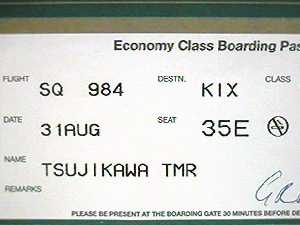 Economy Class Boarding Pas
FLIGHT SQ 984 DESTN. KIX CLASS
DATE 31AUG SEAT 35E
NAME
TSUJIKAWA TMR
REMARKS
PLEASE BE PRESENT AT THE BOARDING GATE 30 MINUTES BEFORE DE